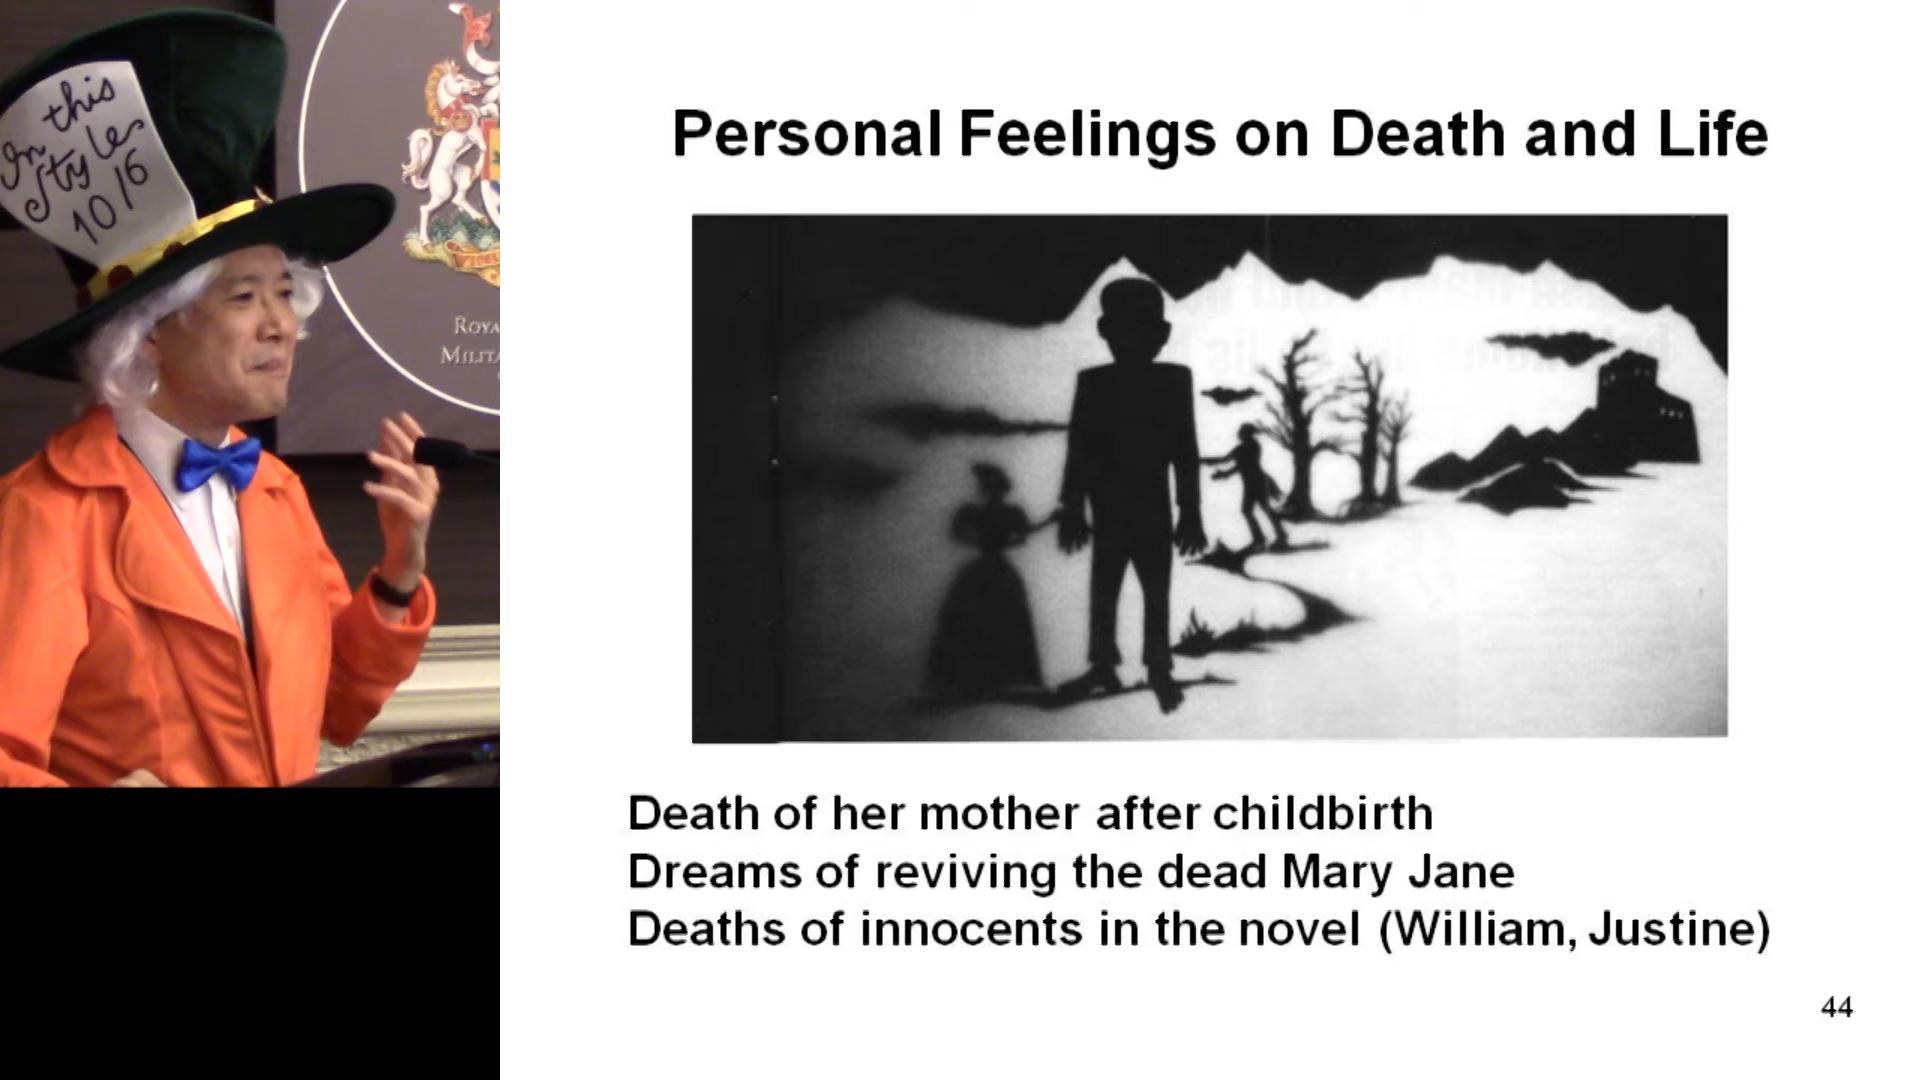 In this
Style
10/6
ROYA
MILITA
Personal Feelings on Death and Life
Death of her mother after childbirth
Dreams of reviving the dead Mary Jane
Deaths of innocents in the novel (William, Justine)
44